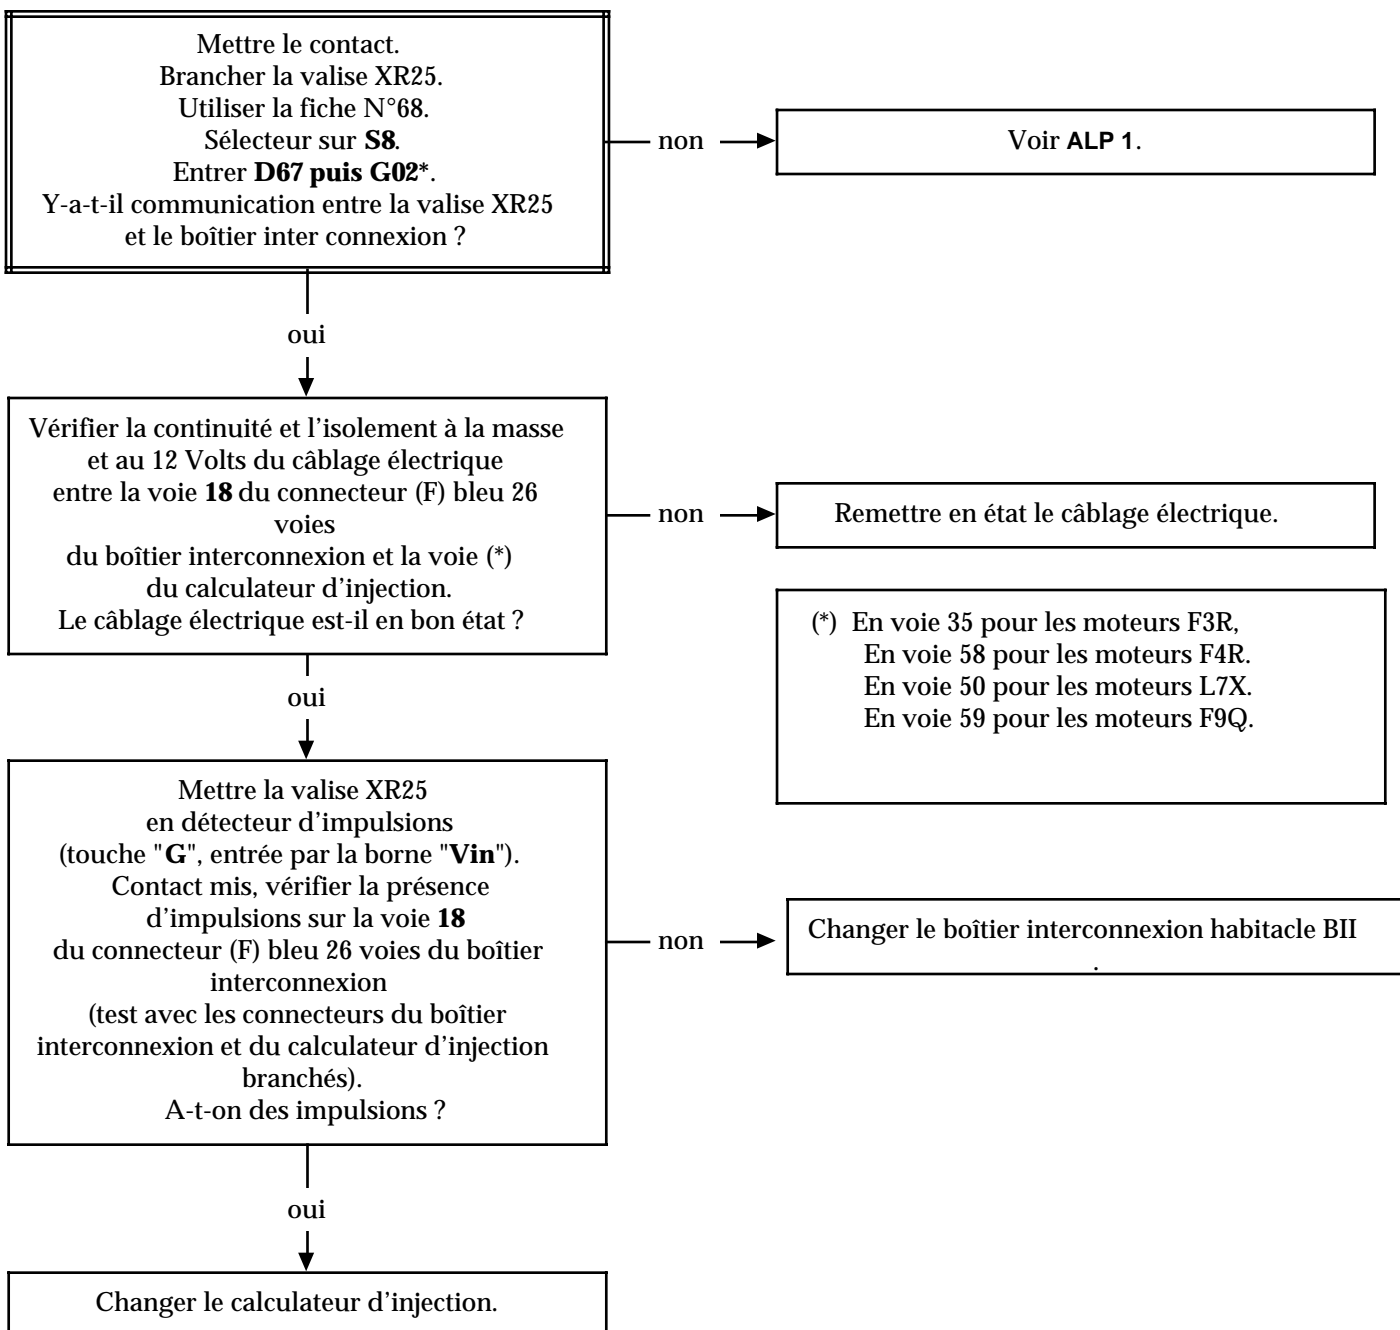 Mettre le contact.
Brancher la valise XR25.
Utiliser la fiche N°68.
Sélecteur sur S8.
Entrer D67 puis G02*.
Y-a-t-il communication entre la valise XR25
et le boîtier inter connexion ?
non
Voir ALP 1.
oui
Vérifier la continuité et l'isolement à la masse
et au 12 Volts du câblage électrique
entre la voie 18 du connecteur (F) bleu 26
voies
du boîtier interconnexion et la voie (*)
du calculateur d'injection.
Le câblage électrique est-il en bon état ?
non
Remettre en état le câblage électrique.
(*) En voie 35 pour les moteurs F3R,
En voie 58 pour les moteurs F4R.
En voie 50 pour les moteurs L7X.
En voie 59 pour les moteurs F9Q.
oui
Mettre la valise XR25
en détecteur d'impulsions
(touche "G", entrée par la borne "Vin").
Contact mis, vérifier la présence
d'impulsions sur la voie 18
du connecteur (F) bleu 26 voies du boîtier
interconnexion
(test avec les connecteurs du boîtier
interconnexion et du calculateur d'injection
branchés).
A-t-on des impulsions ?
non
Changer le boîtier interconnexion habitacle BII
.
oui
Changer le calculateur d'injection.